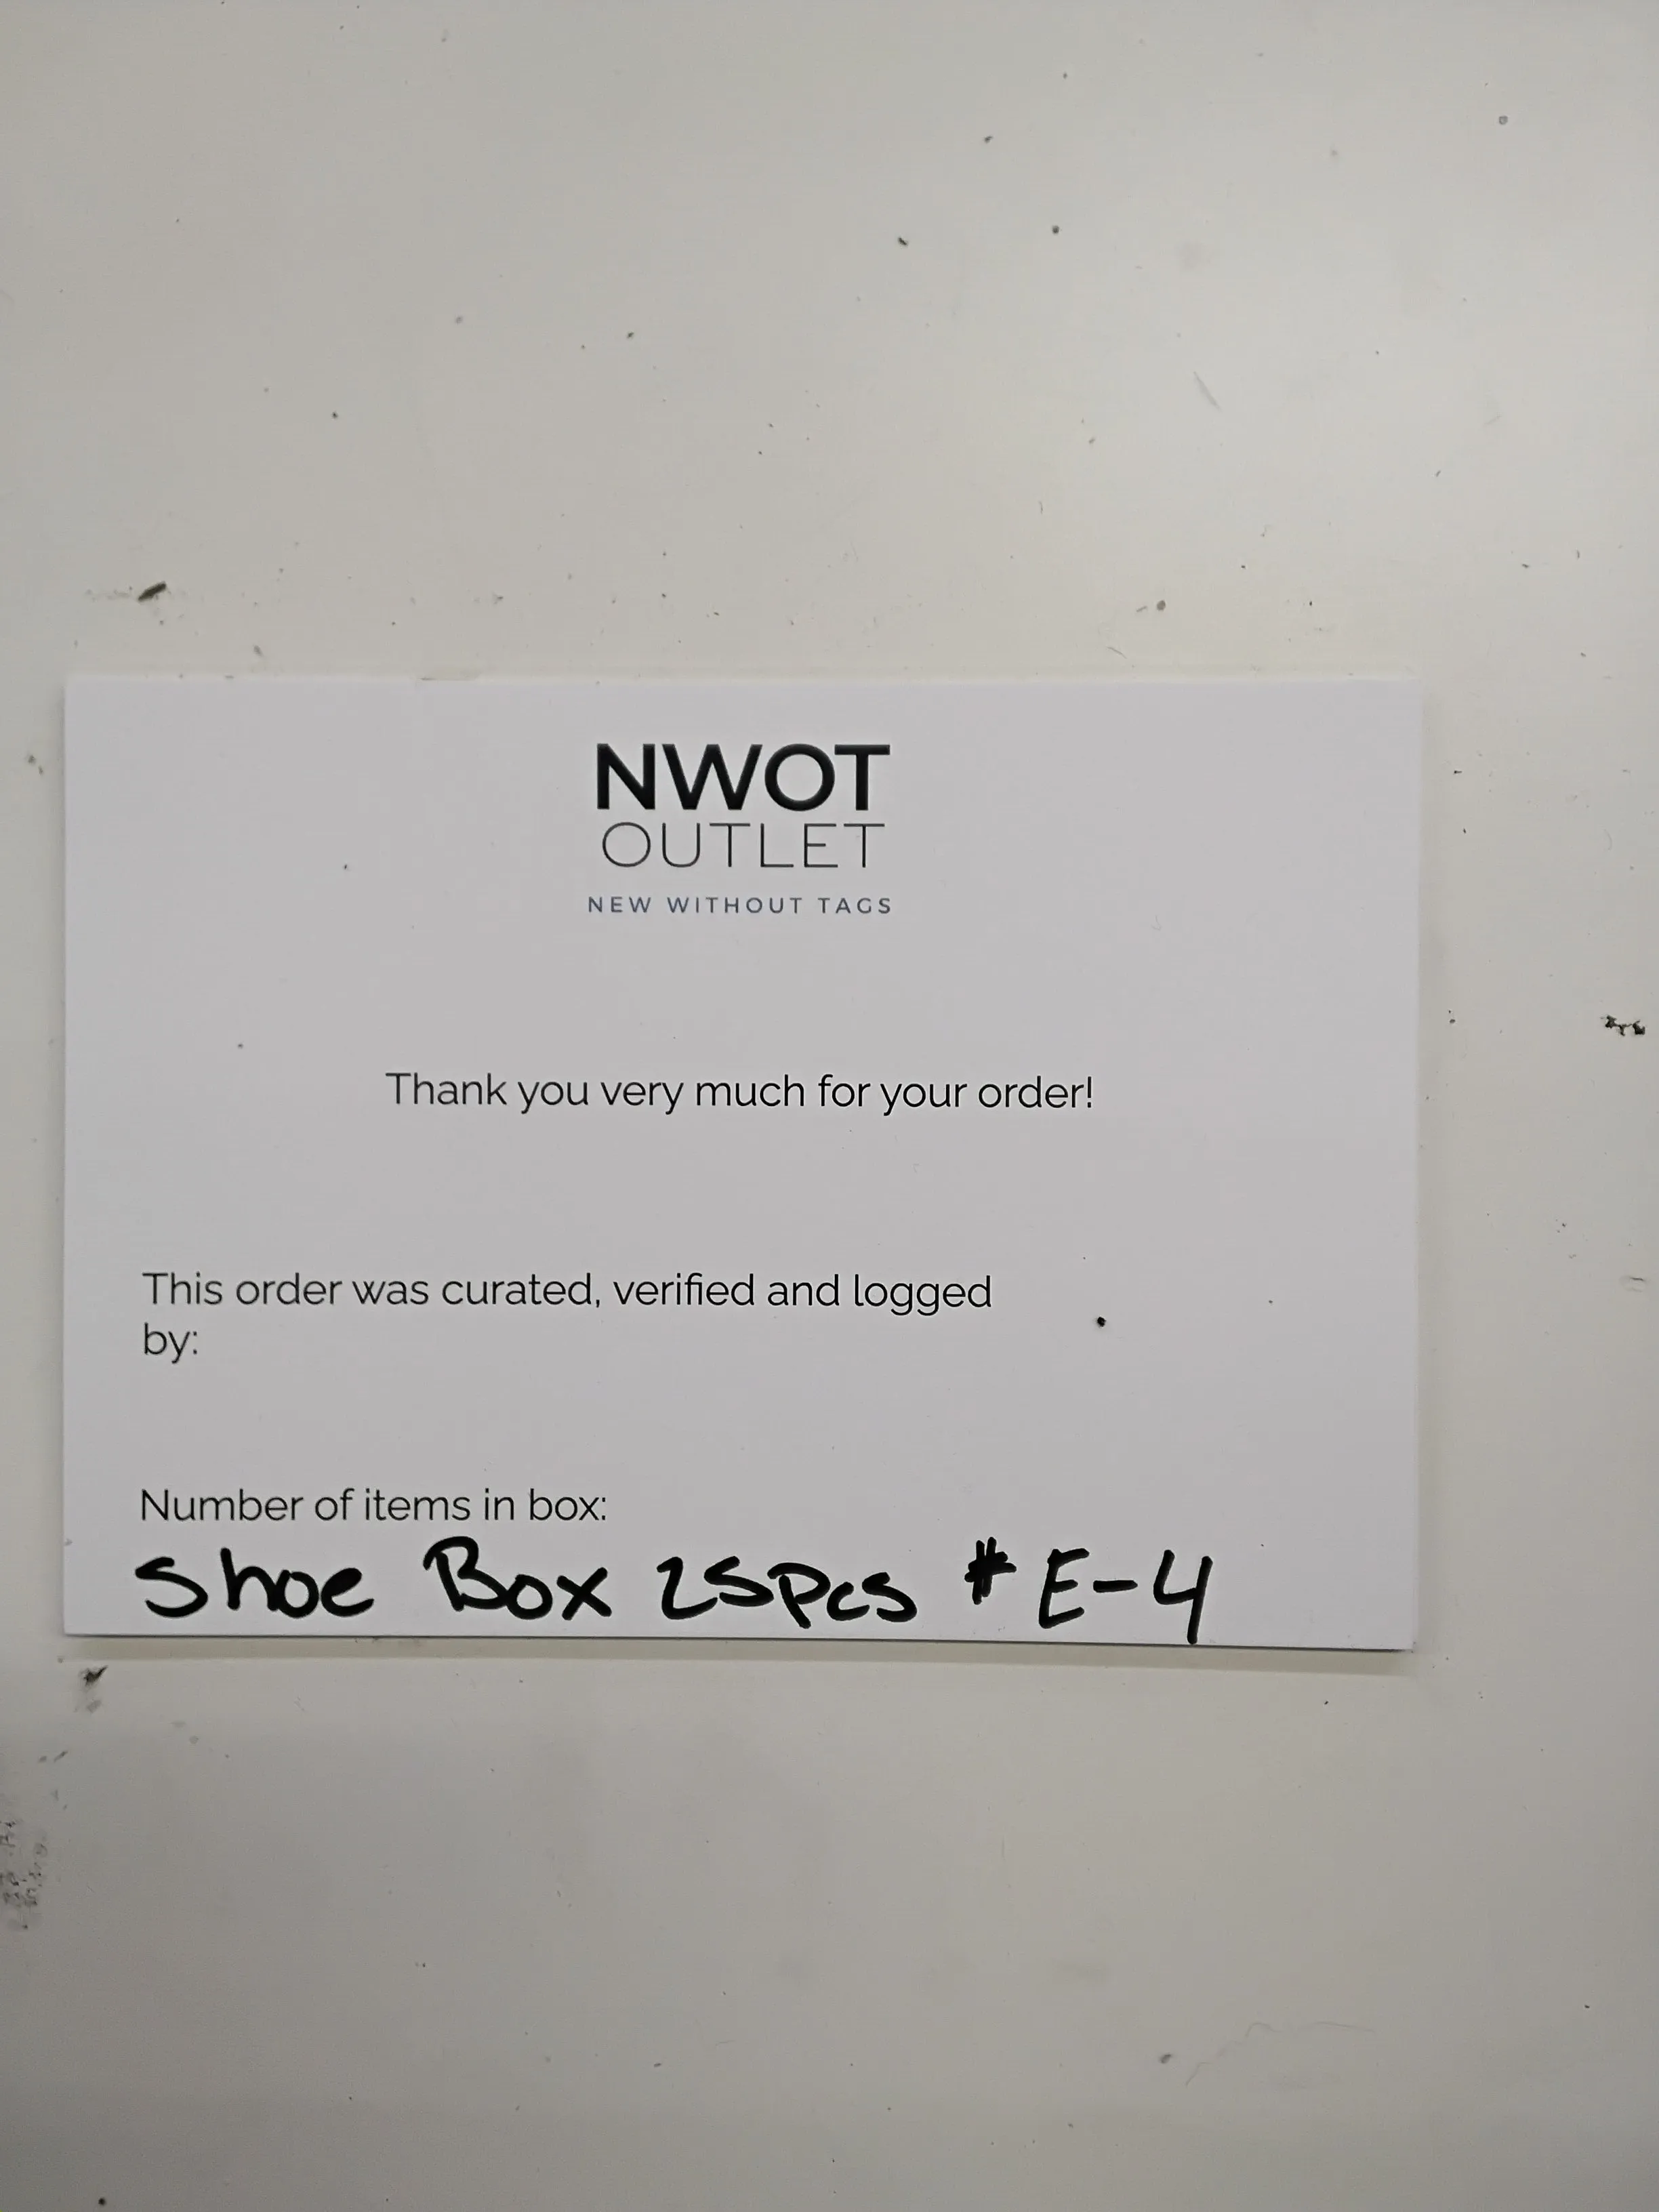 NWOT
OUTLET
NEW WITHOUT TAGS
Thank you very much for your order!
This order was curated, verified and logged
by:
Number of items in box:
Shoe Box 25pcs # E-4